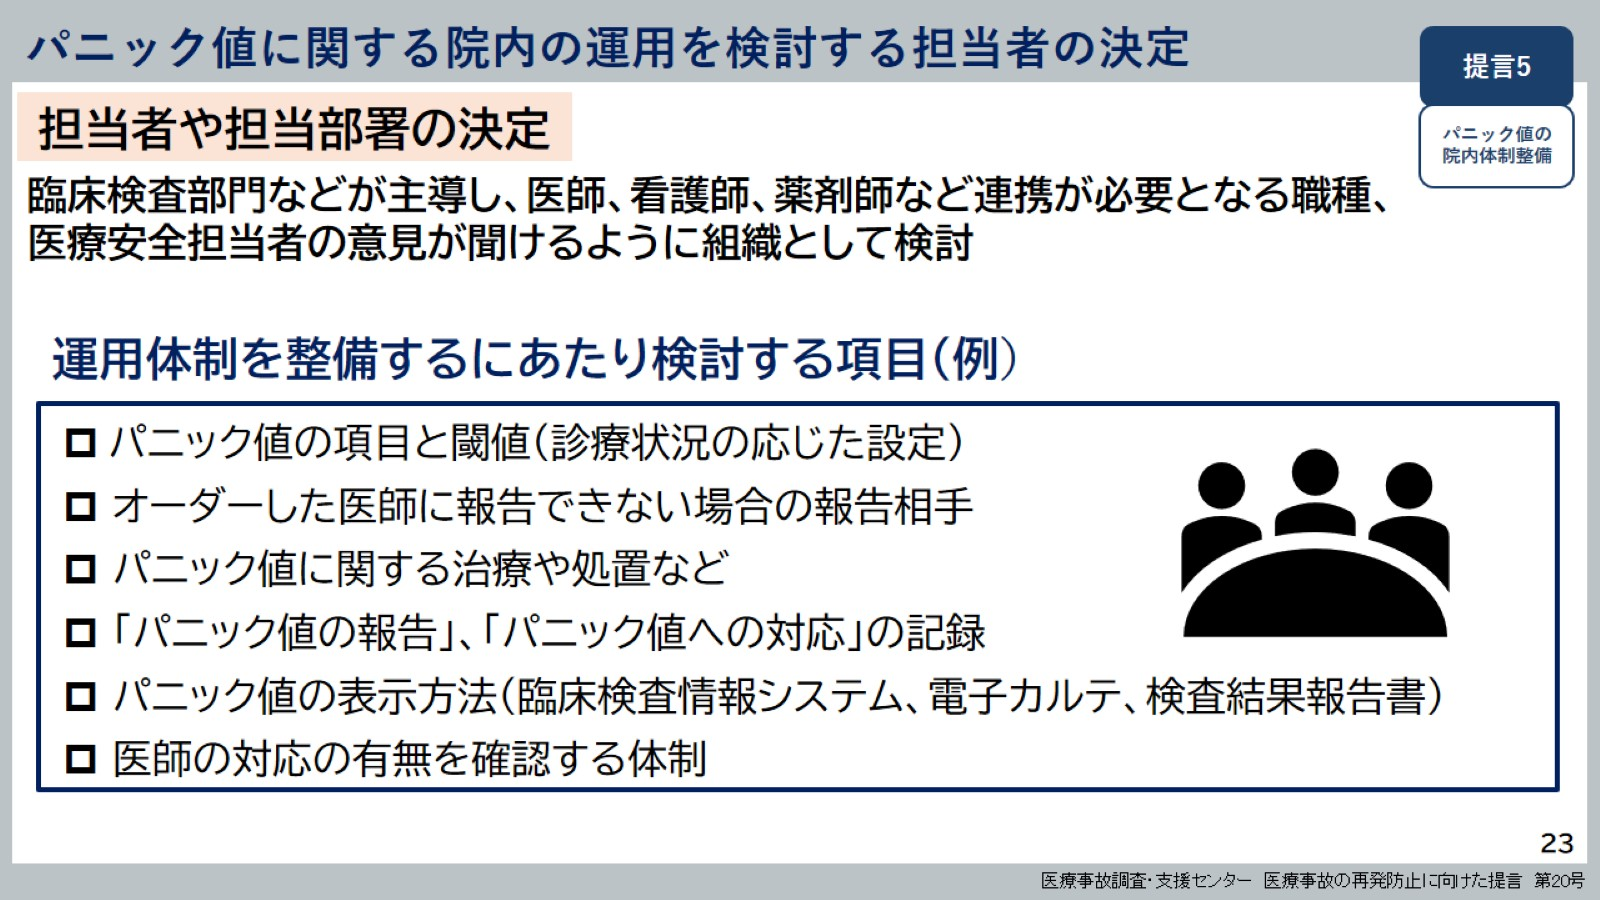 パニック値に関する院内の運用を検討する担当者の決定
提言5
パニック値の
院内体制整備
担当者や担当部署の決定
臨床検査部門などが主導し、医師、看護師、薬剤師など連携が必要となる職種、
医療安全担当者の意見が聞けるように組織として検討
運用体制を整備するにあたり検討する項目(例)
パニック値の項目と閾値(診療状況の応じた設定)
オーダーした医師に報告できない場合の報告相手
パニック値に関する治療や処置など
「パニック値の報告」、「パニック値への対応」の記録
パニック値の表示方法(臨床検査情報システム、電子カルテ、検査結果報告書)
医師の対応の有無を確認する体制
23
医療事故調査・支援センター 医療事故の再発防止に向けた提言 第20号